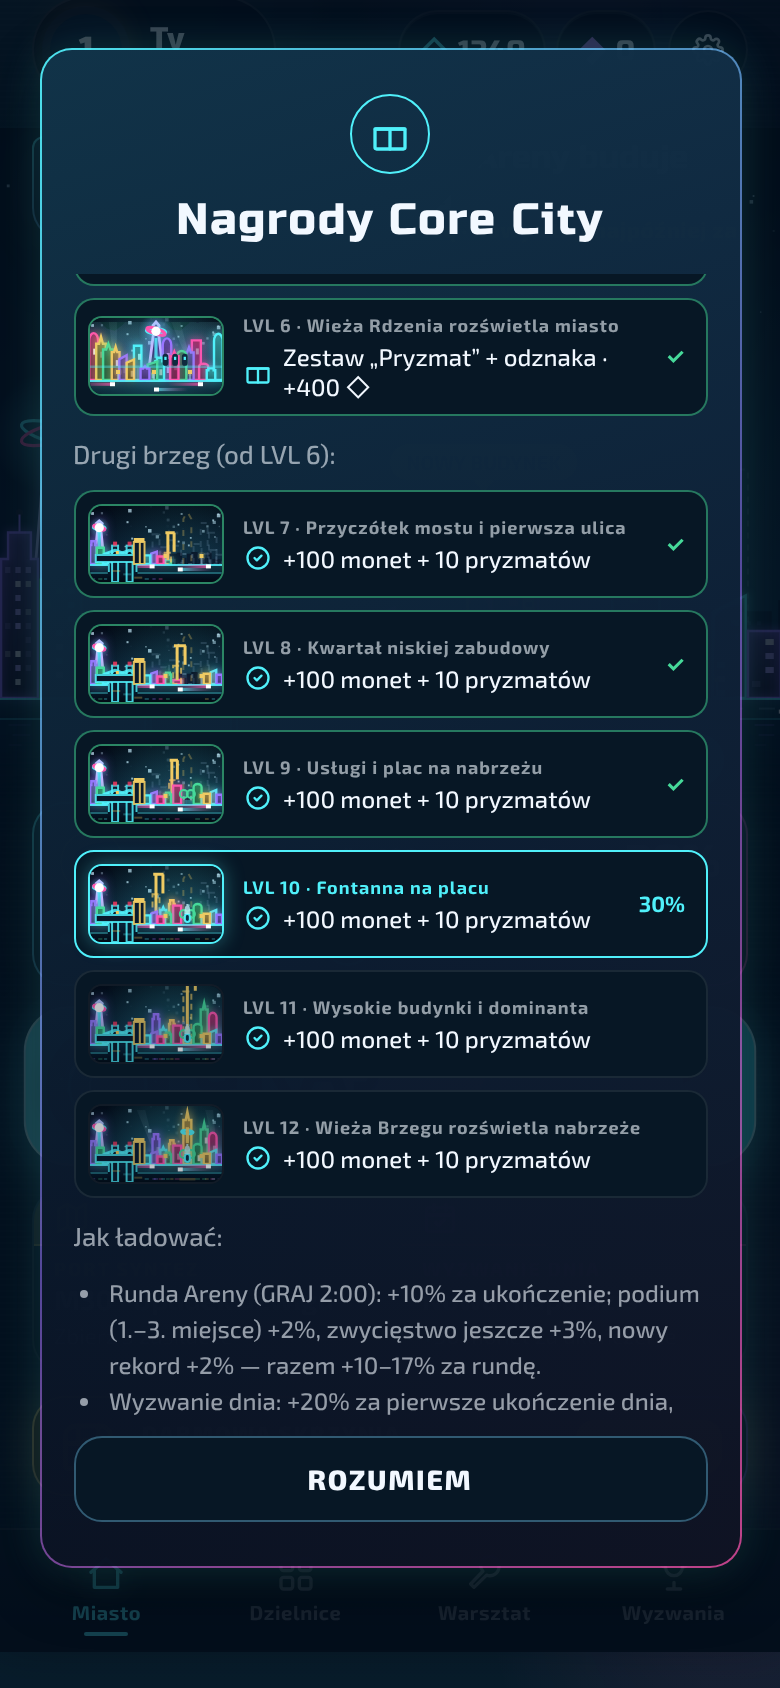 1 Ty
1240 0
Nagrody Core City
LVL 6 · Wieża Rdzenia rozświetla miasto
Zestaw „Pryzmat” + odznaka ·
+400 ◇
Drugi brzeg (od LVL 6):
LVL 7 · Przyczółek mostu i pierwsza ulica
+100 monet + 10 pryzmatów
LVL 8 · Kwartał niskiej zabudowy
+100 monet + 10 pryzmatów
LVL 9 · Usługi i plac na nabrzeżu
+100 monet + 10 pryzmatów
LVL 10 · Fontanna na placu
+100 monet + 10 pryzmatów
30%
LVL 11 · Wysokie budynki i dominanta
+100 monet + 10 pryzmatów
LVL 12 · Wieża Brzegu rozświetla nabrzeże
+100 monet + 10 pryzmatów
Jak ładować:
• Runda Areny (GRAJ 2:00): +10% za ukończenie; podium
(1.–3. miejsce) +2%, zwycięstwo jeszcze +3%, nowy
rekord +2% — razem +10–17% za rundę.
• Wyzwanie dnia: +20% za pierwsze ukończenie dnia,
ROZUMIEM
Miasto Dzielnice Warsztat Wyzwania